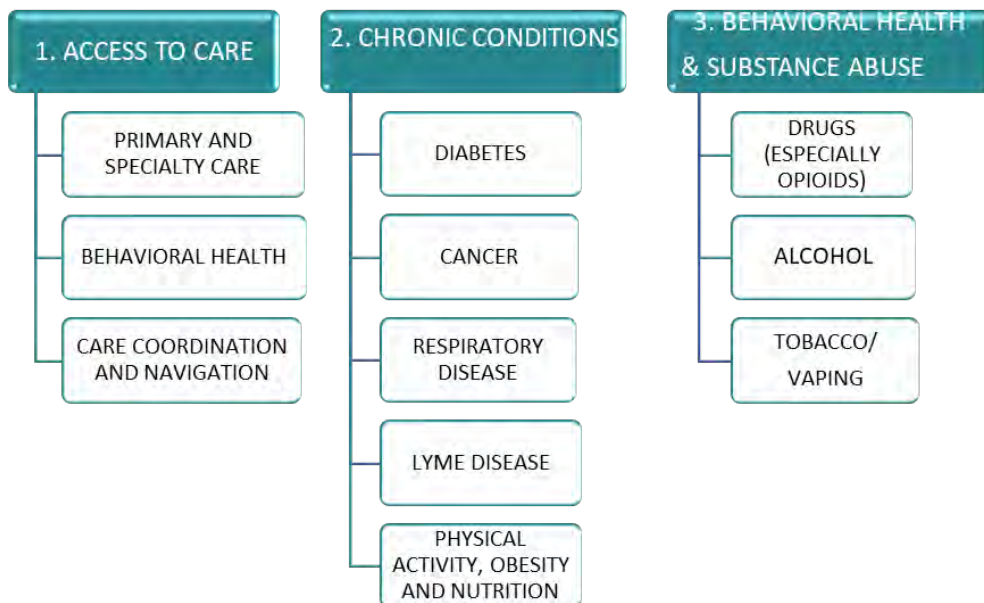 1. ACCESS TO CARE
PRIMARY AND
SPECIALTY CARE
BEHAVIORAL HEALTH
CARE COORDINATION
AND NAVIGATION
2. CHRONIC CONDITIONS
DIABETES
CANCER
RESPIRATORY
DISEASE
LYME DISEASE
PHYSICAL
ACTIVITY, OBESITY
AND NUTRITION
3. BEHAVIORAL HEALTH
& SUBSTANCE ABUSE
DRUGS
(ESPECIALLY
OPIOIDS)
ALCOHOL
TOBACCO/
VAPING